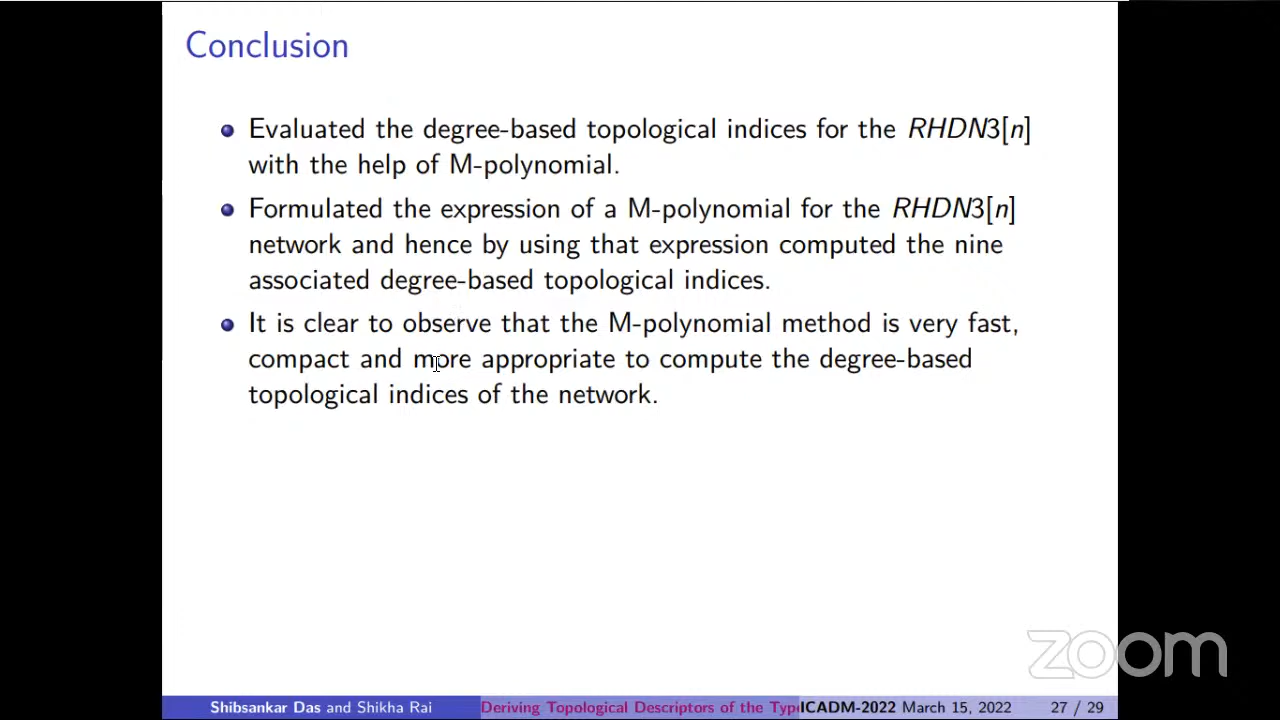 Conclusion
Evaluated the degree-based topological indices for the RHDN3[n]
with the help of M-polynomial.
Formulated the expression of a M-polynomial for the RHDN3[n]
network and hence by using that expression computed the nine
associated degree-based topological indices.
It is clear to observe that the M-polynomial method is very fast,
compact and more appropriate to compute the degree-based
topological indices of the network.
zoom
Shibsankar Das and Shikha Rai Deriving Topological Descriptors of the Type ICADM-2022 March 15, 2022 27 / 29